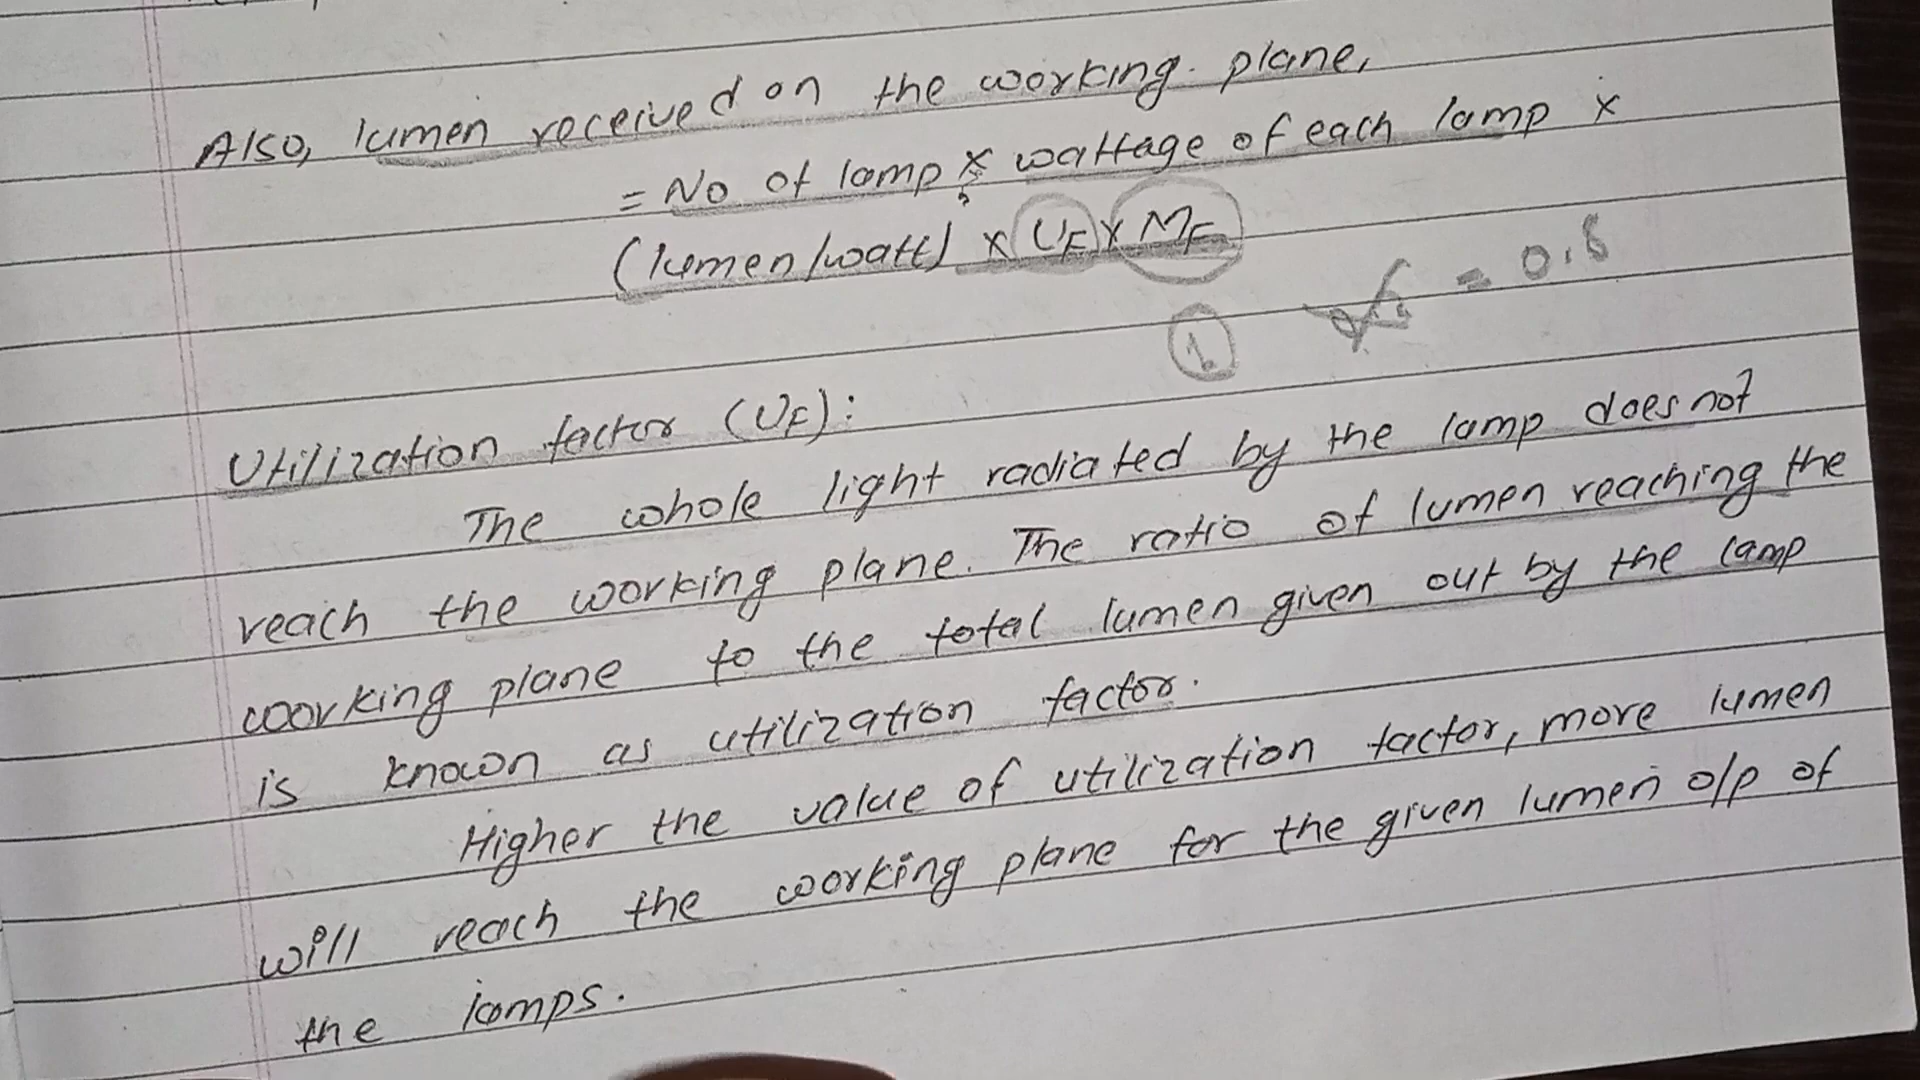 Also, lumen received on the working plane,
= No of lamp x wattage of each lamp x
(lumen/watt) x UF x MF
= 0.8
1
Utilization factor (UF):
The whole light radiated by the lamp does not
reach the working plane. The ratio of lumen reaching the
working plane to the total lumen given out by the lamp
is known as utilization factor.
Higher the value of utilization factor, more lumen
will reach the working plane for the given lumen o/p of
the lamps.